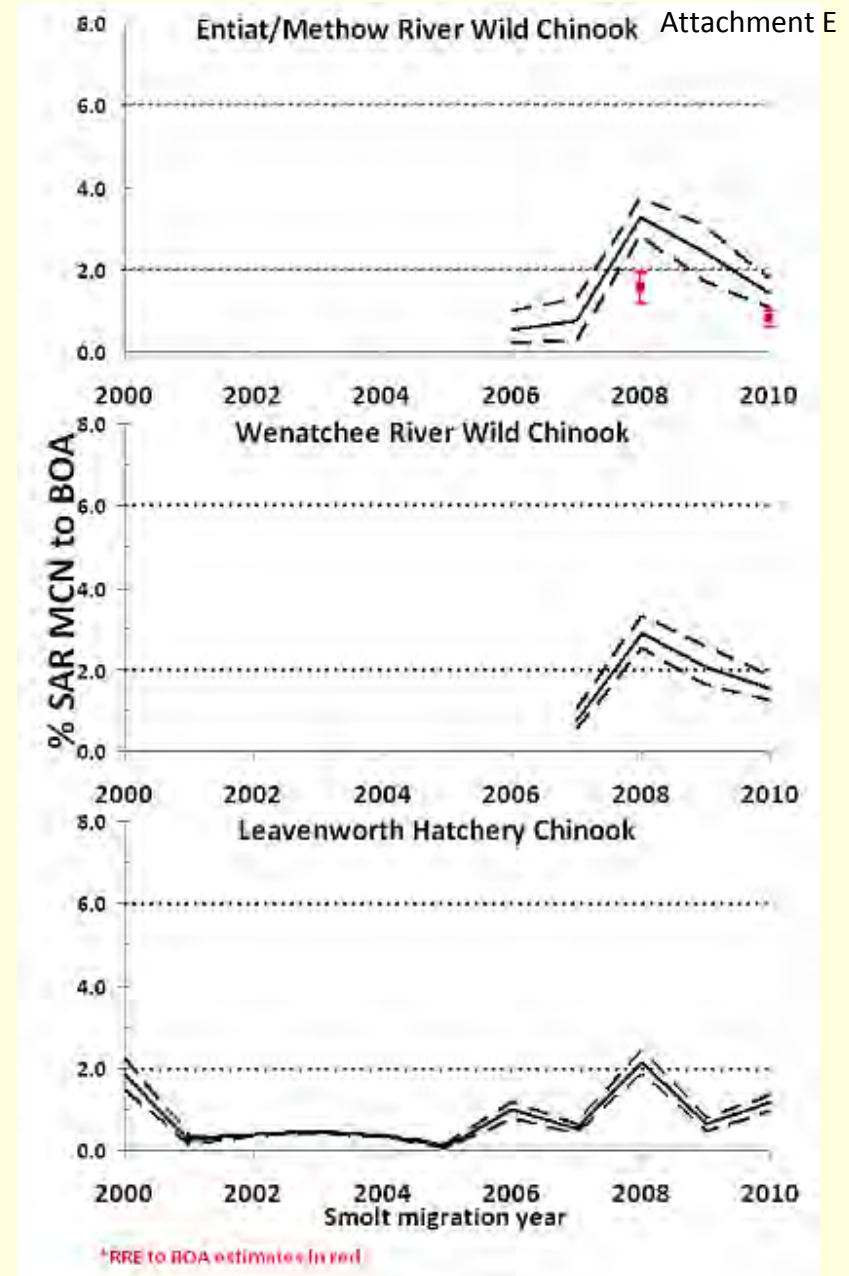 Attachment E
8.0
Entiat/Methow River Wild Chinook
6.0
4.0
2.0
0.0
2000 2002 2004 2006 2008 2010
% SAR MCN to BOA
8.0
Wenatchee River Wild Chinook
6.0
4.0
2.0
0.0
2000 2002 2004 2006 2008 2010
8.0
Leavenworth Hatchery Chinook
6.0
4.0
2.0
0.0
2000 2002 2004 2006 2008 2010
Smolt migration year
*RRE to BOA estimates in red